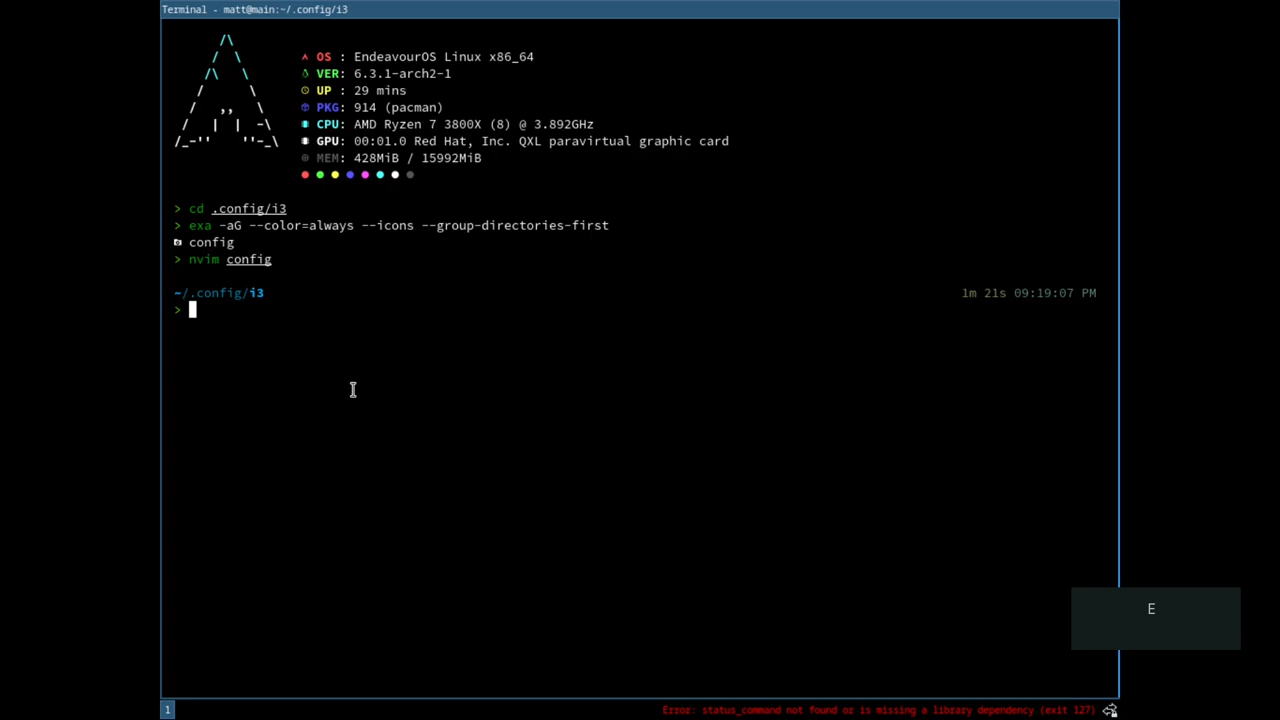 Terminal - matt@main:~/.config/i3
OS : EndeavourOS Linux x86_64
VER: 6.3.1-arch2-1
UP : 29 mins
PKG: 914 (pacman)
CPU: AMD Ryzen 7 3800X (8) @ 3.892GHz
GPU: 00:01.0 Red Hat, Inc. QXL paravirtual graphic card
MEM: 428MiB / 15992MiB
> cd .config/i3
> exa -aG --color=always --icons --group-directories-first
config
> nvim config
~/.config/i3 1m 21s 09:19:07 PM
>
E
1 Error: status_command not found or is missing a library dependency (exit 127)